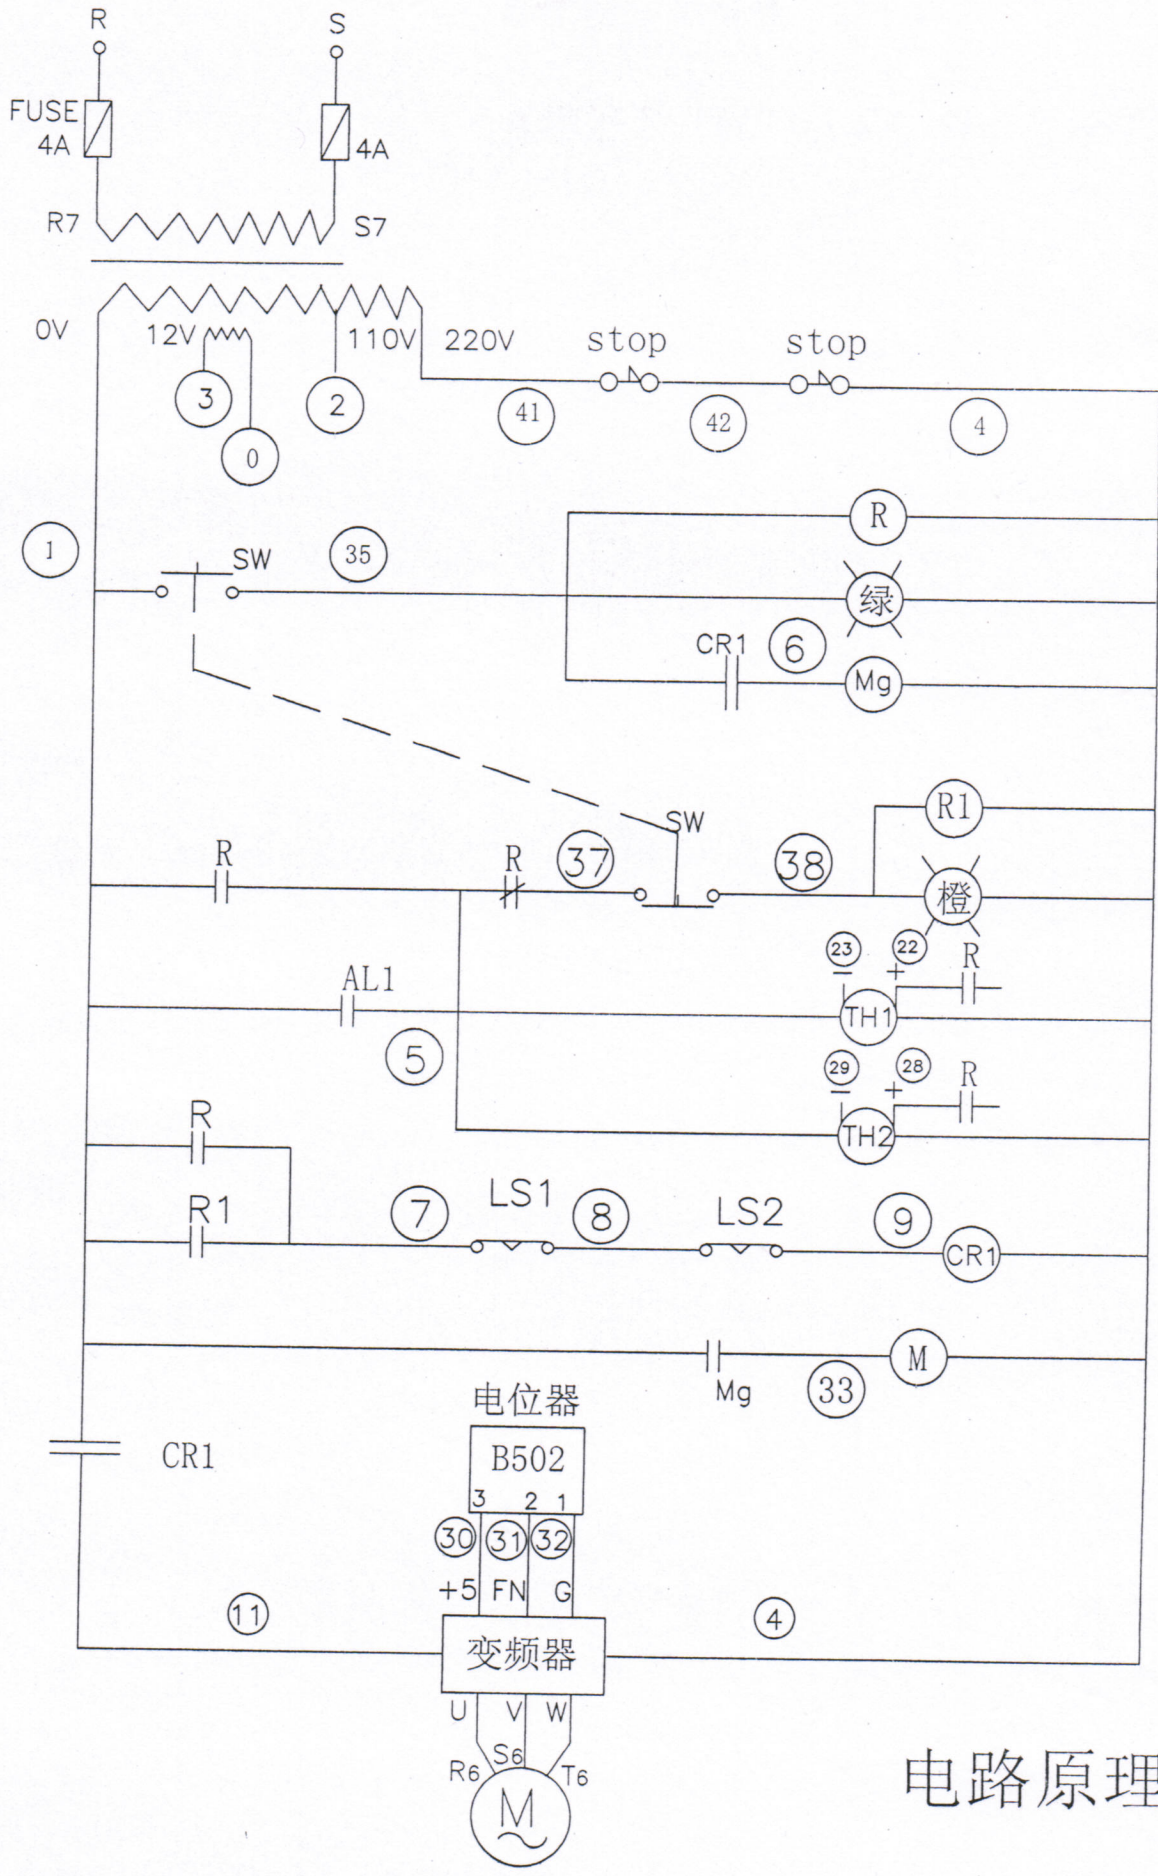 R S
FUSE
4A 4A
R7 S7
0V 12V 110V 220V stop stop
3 2 41 42 4
0
1 SW 35 R
绿
CR1 6
Mg
SW R1
R R 37 38
橙
23 22 R
AL1
TH1
5
29 28 R
R
TH2
R1 7 LS1 8 LS2 9
CR1
M
Mg 33
电位器
CR1 B502
3 2 1
30 31 32
+5 FN G
11 4
变频器
U V W
R6 S6 T6
M
电路原理